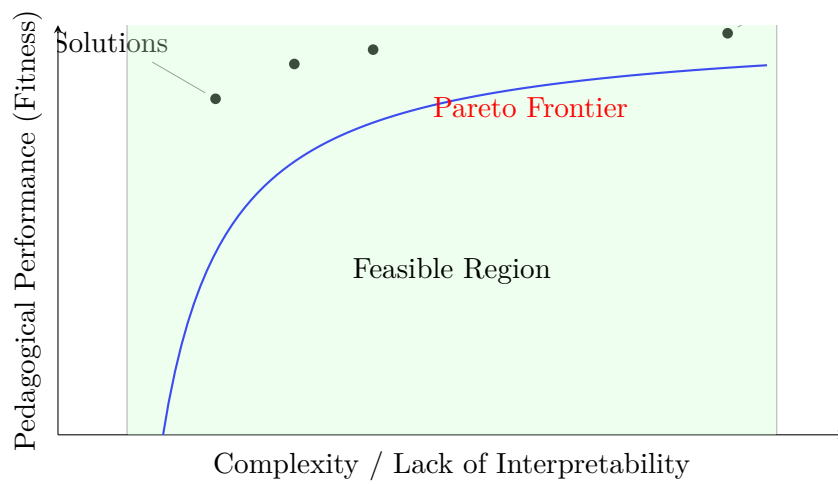 Solutions
Pareto Frontier
Feasible Region
Pedagogical Performance (Fitness)
Complexity / Lack of Interpretability